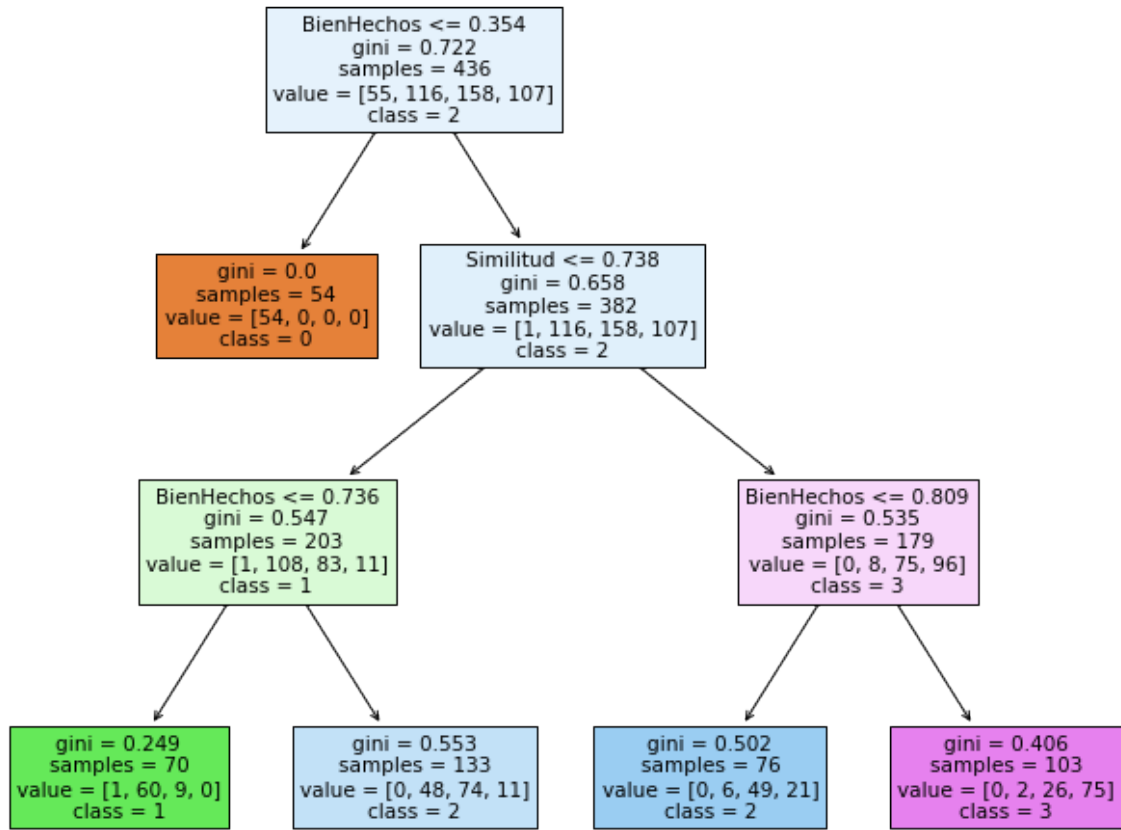 BienHechos <= 0.354
gini = 0.722
samples = 436
value = [55, 116, 158, 107]
class = 2
gini = 0.0
samples = 54
value = [54, 0, 0, 0]
class = 0
Similitud <= 0.738
gini = 0.658
samples = 382
value = [1, 116, 158, 107]
class = 2
BienHechos <= 0.736
gini = 0.547
samples = 203
value = [1, 108, 83, 11]
class = 1
BienHechos <= 0.809
gini = 0.535
samples = 179
value = [0, 8, 75, 96]
class = 3
gini = 0.249
samples = 70
value = [1, 60, 9, 0]
class = 1
gini = 0.553
samples = 133
value = [0, 48, 74, 11]
class = 2
gini = 0.502
samples = 76
value = [0, 6, 49, 21]
class = 2
gini = 0.406
samples = 103
value = [0, 2, 26, 75]
class = 3